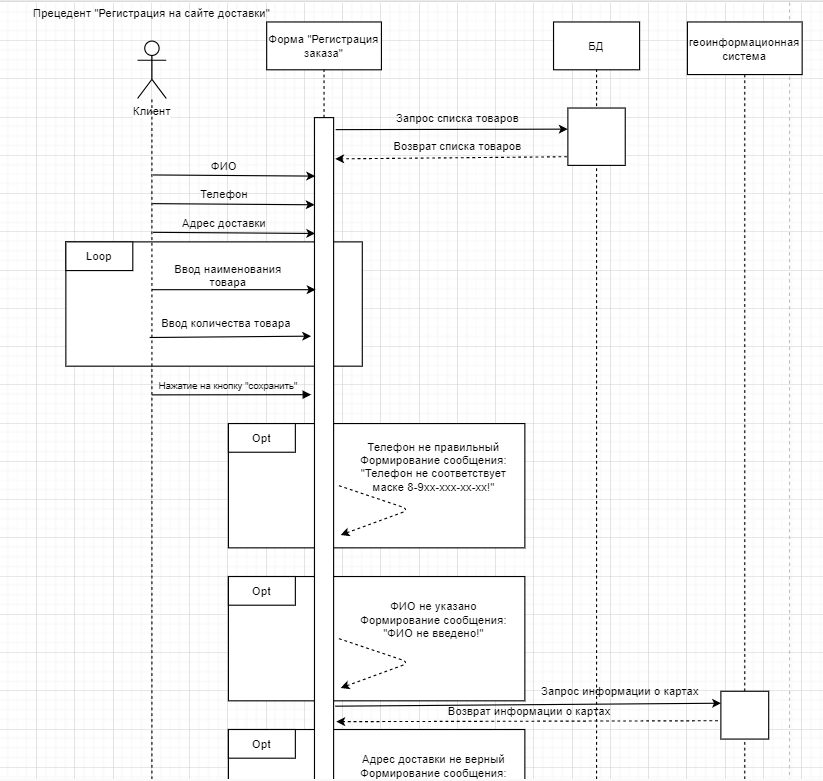 Прецедент "Регистрация на сайте доставки"
Форма "Регистрация
заказа"
БД
геоинформационная
система
Клиент
Запрос списка товаров
Возврат списка товаров
ФИО
Телефон
Адрес доставки
Loop
Ввод наименования
товара
Ввод количества товара
Нажатие на кнопку "сохранить"
Opt
Телефон не правильный
Формирование сообщения:
"Телефон не соответствует
маске 8-9хх-ххх-хх-хх!"
Opt
ФИО не указано
Формирование сообщения:
"ФИО не введено!"
Запрос информации о картах
Возврат информации о картах
Opt
Адрес доставки не верный
Формирование сообщения: